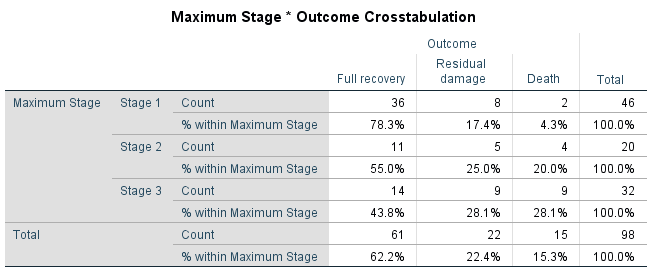 Maximum Stage * Outcome Crosstabulation
Outcome
Full recovery Residual damage Death Total
Maximum Stage Stage 1 Count 36 8 2 46
% within Maximum Stage 78.3% 17.4% 4.3% 100.0%
Stage 2 Count 11 5 4 20
% within Maximum Stage 55.0% 25.0% 20.0% 100.0%
Stage 3 Count 14 9 9 32
% within Maximum Stage 43.8% 28.1% 28.1% 100.0%
Total Count 61 22 15 98
% within Maximum Stage 62.2% 22.4% 15.3% 100.0%